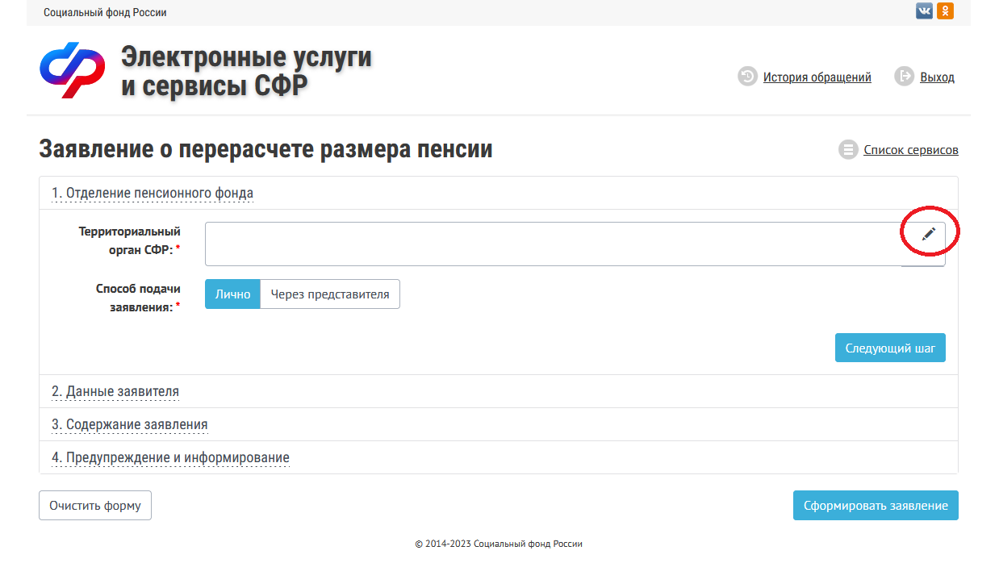 Социальный фонд России
Электронные услуги
и сервисы СФР
История обращений
Выход
Заявление о перерасчете размера пенсии
Список сервисов
1. Отделение пенсионного фонда
Территориальный
орган СФР: *
Способ подачи
заявления: *
Лично
Через представителя
Следующий шаг
2. Данные заявителя
3. Содержание заявления
4. Предупреждение и информирование
Очистить форму
Сформировать заявление
© 2014-2023 Социальный фонд России